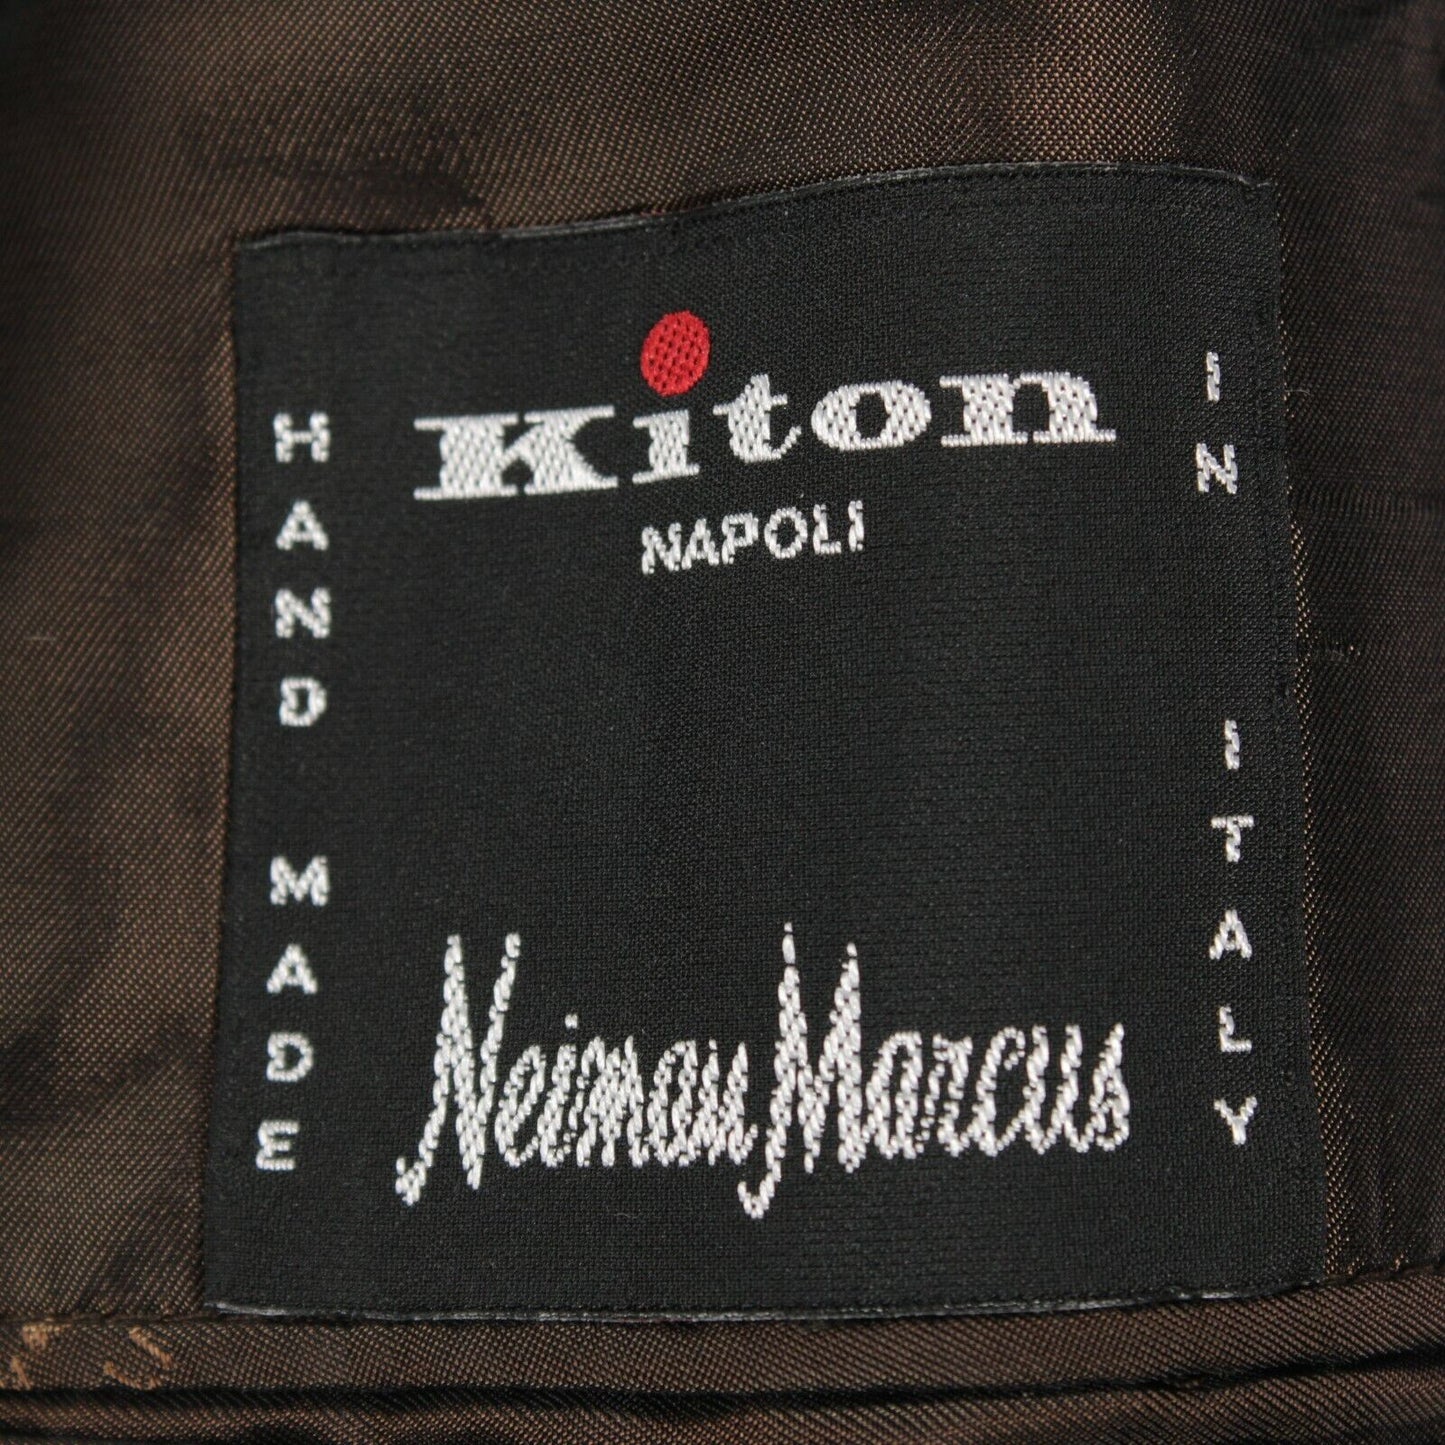 Kiton
NAPOLI
HAND MADE
IN ITALY
Neiman Marcus